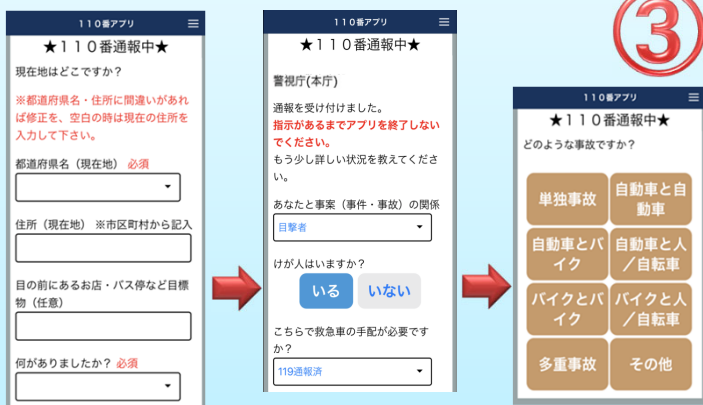 ③
110番アプリ
★110番通報中★
現在地はどこですか？
※都道府県名・住所に間違いがあれ
ば修正を、空白の時は現在の住所を
入力して下さい。
都道府県名（現在地） 必須
住所（現在地） ※市区町村から記入
目の前にあるお店・バス停など目標
物（任意）
何がありましたか？ 必須
110番アプリ
★110番通報中★
警視庁(本庁)
通報を受け付けました。
指示があるまでアプリを終了しない
でください。
もう少し詳しい状況を教えてくださ
い。
あなたと事案（事件・事故）の関係
目撃者
けが人はいますか？
いる いない
こちらで救急車の手配が必要です
か？
119通報済
110番アプリ
★110番通報中★
どのような事故ですか？
単独事故
自動車と自
動車
自動車とバ
イク
自動車と人
／自転車
バイクとバ
イク
バイクと人
／自転車
多重事故
その他